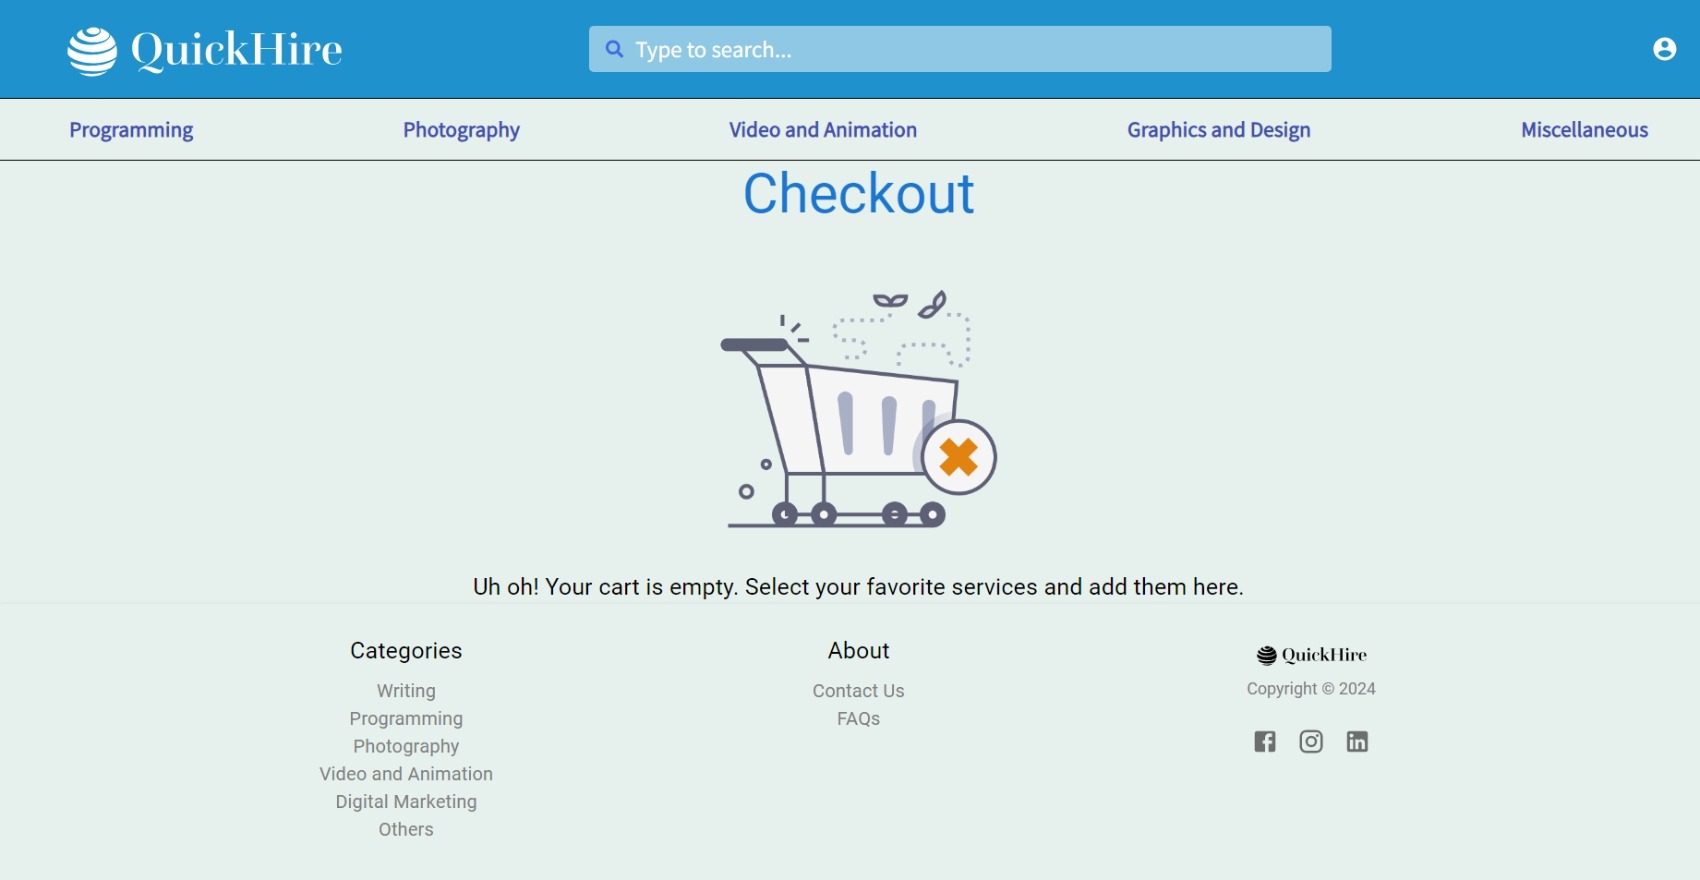 QuickHire
Type to search...
Programming Photography Video and Animation Graphics and Design Miscellaneous
Checkout
Uh oh! Your cart is empty. Select your favorite services and add them here.
Categories
Writing
Programming
Photography
Video and Animation
Digital Marketing
Others
About
Contact Us
FAQs
QuickHire
Copyright © 2024